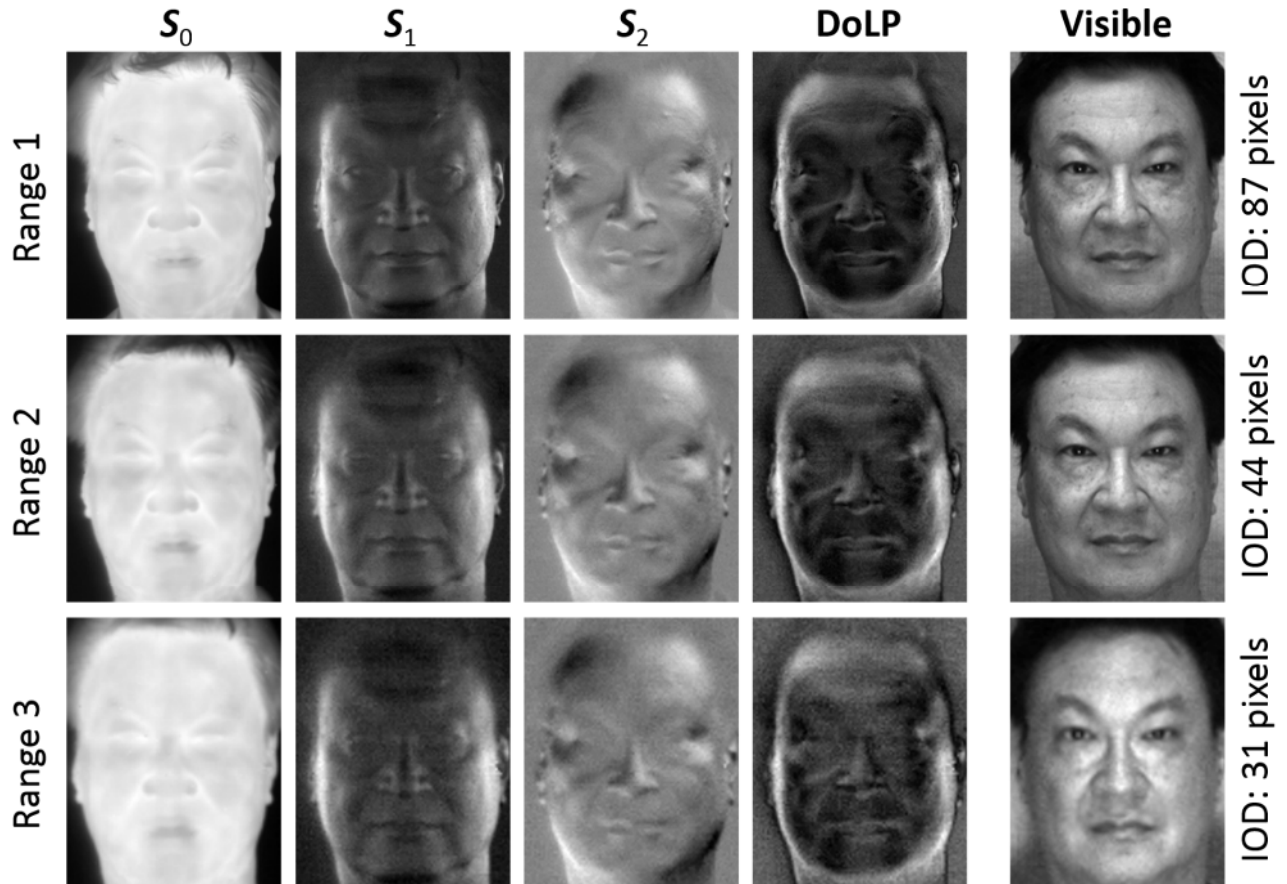 S₀ S₁ S₂ DoLP Visible
Range 1
IOD: 87 pixels
Range 2
IOD: 44 pixels
Range 3
IOD: 31 pixels